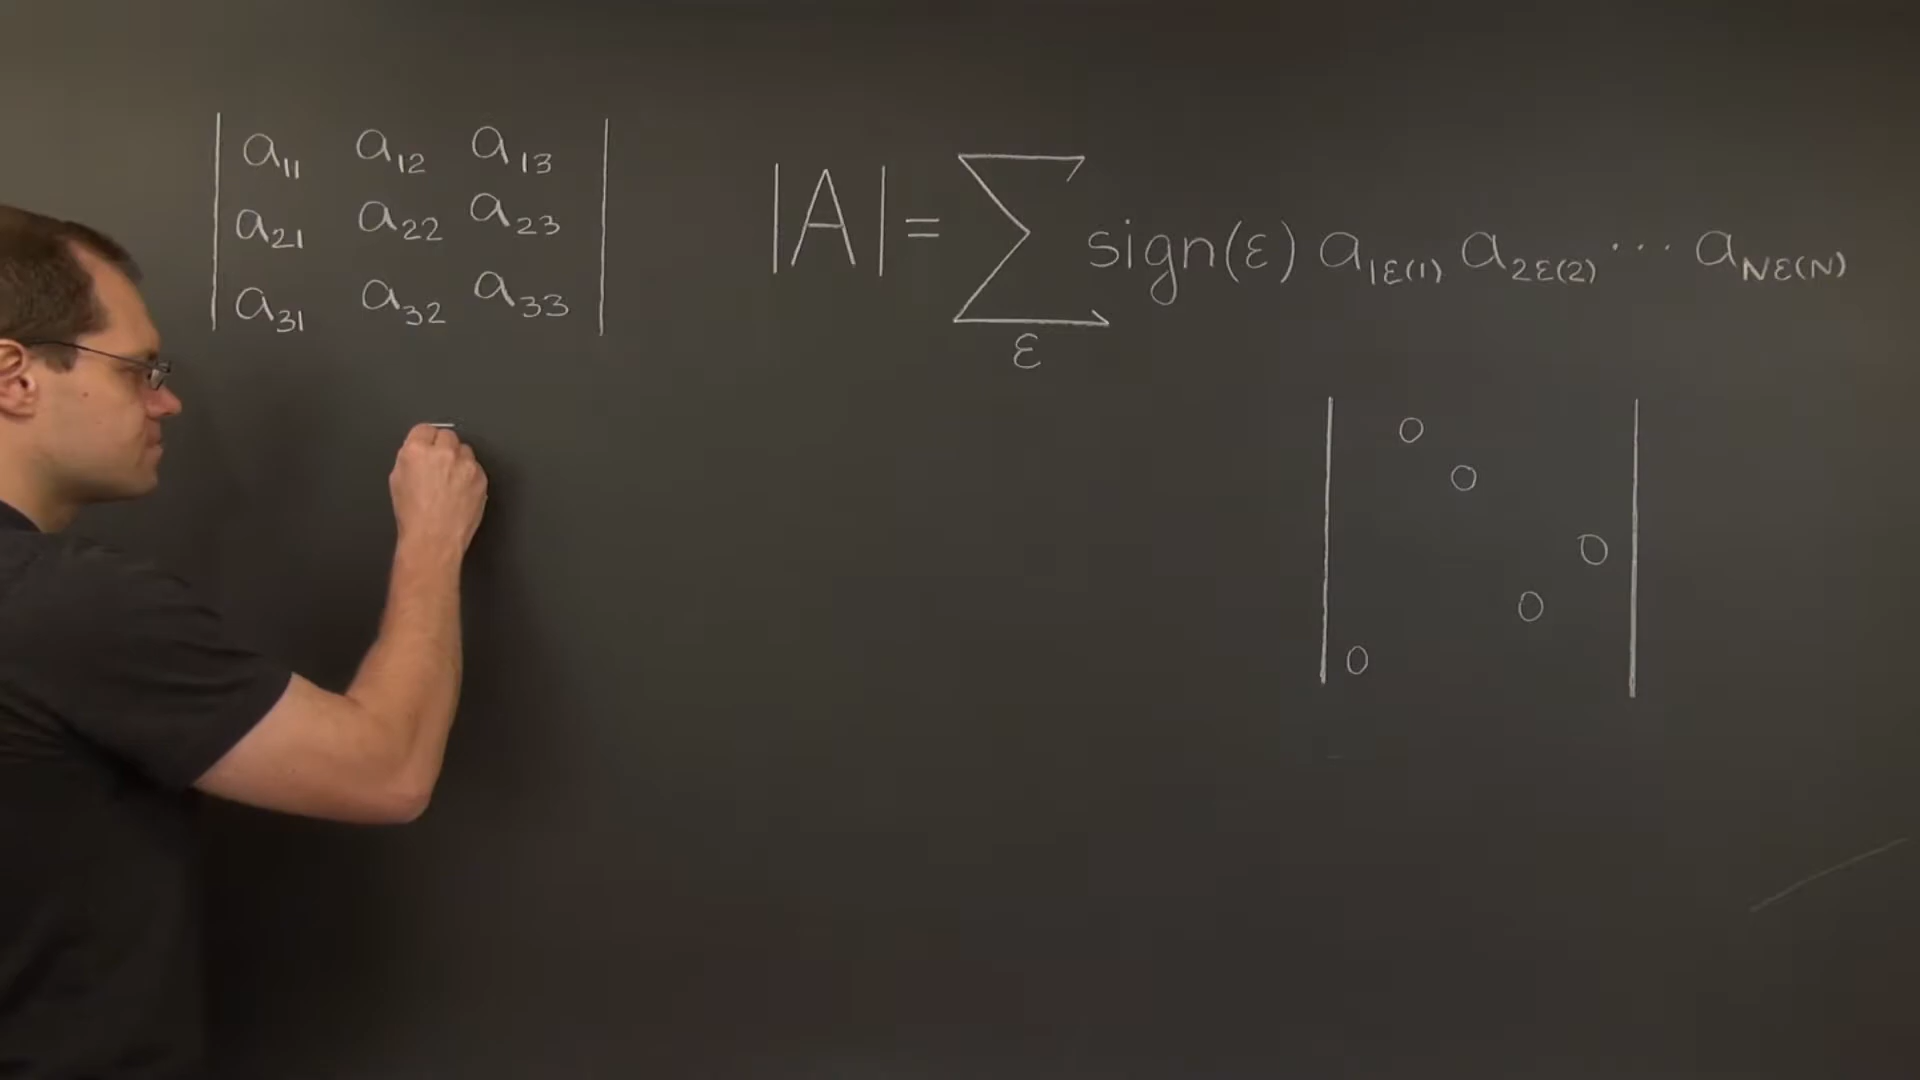 a₁₁ a₁₂ a₁₃
a₂₁ a₂₂ a₂₃
a₃₁ a₃₂ a₃₃
|A| = ∑ sign(ε) a₁ε(1) a₂ε(2) ⋯ a_Nε(N)
ε
0
0
0
0
0